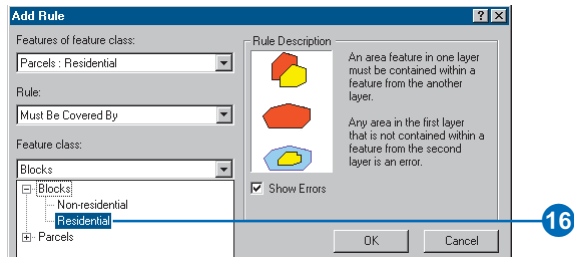 Add Rule
Features of feature class:
Parcels : Residential
Rule:
Must Be Covered By
Feature class:
Blocks
Blocks
Non-residential
Residential
Parcels
Rule Description
An area feature in one layer
must be contained within a
feature from the another
layer.
Any area in the first layer
that is not contained within a
feature from the second
layer is an error.
Show Errors
OK
Cancel
16